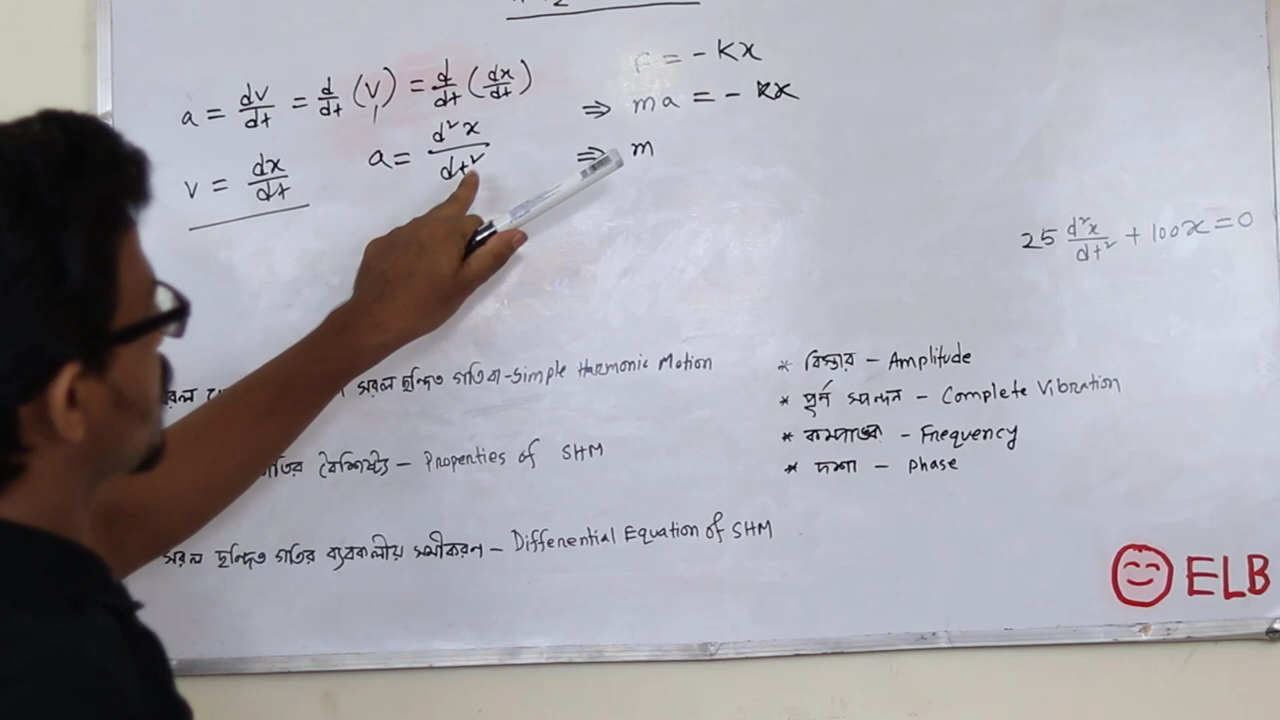 a = dv/dt = d/dt (v) = d/dt (dx/dt)
v = dx/dt
a = d²x/dt²
F = - Kx
⇒ ma = - Kx
⇒ m
25 d²x/dt² + 100x = 0
সরল ছন্দিত গতি বা - Simple Harmonic Motion
গতির বৈশিষ্ট্য - Properties of SHM
সরল ছন্দিত গতির ব্যবকলীয় সমীকরণ - Differential Equation of SHM
* বিস্তার - Amplitude
* পূর্ণ স্পন্দন - Complete Vibration
* কম্পাঙ্ক - Frequency
* দশা - phase
ELB